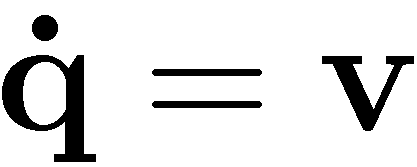 q̇ = v